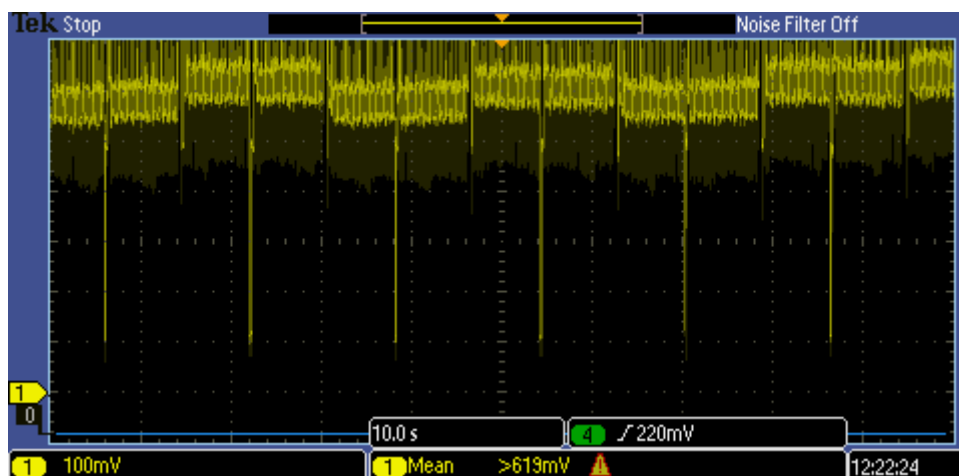 Tek Stop Noise Filter Off
1
0
10.0 s 4 220mV
1 100mV 1 Mean >619mV 12:22:24